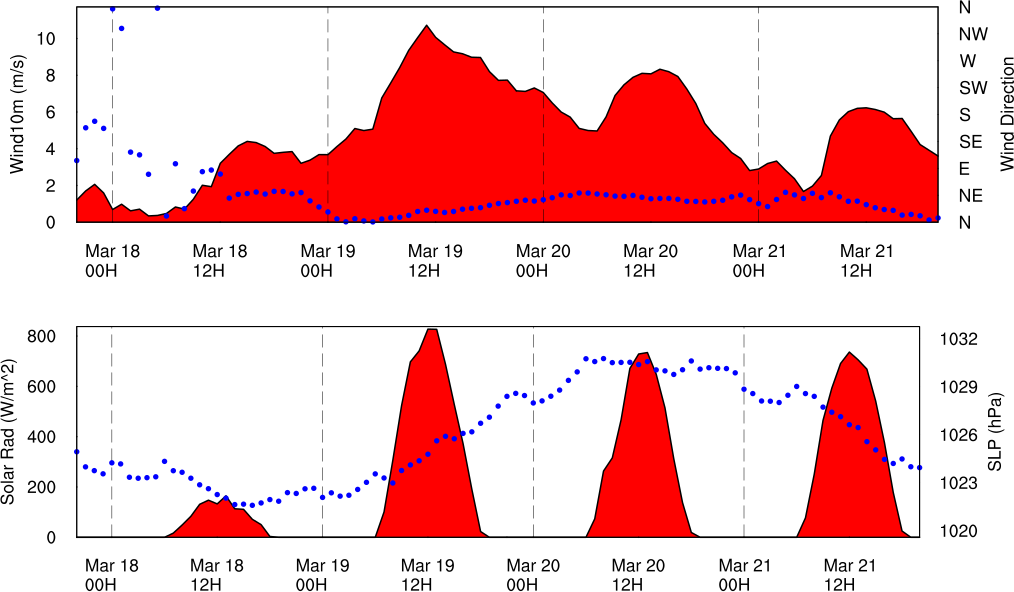 N
10
NW
8
W
SW
6
S
4
SE
E
2
NE
0
N
Wind10m (m/s)
Wind Direction
Mar 18 Mar 18 Mar 19 Mar 19 Mar 20 Mar 20 Mar 21 Mar 21
00H 12H 00H 12H 00H 12H 00H 12H
800
1032
600
1029
400
1026
200
1023
0
1020
Solar Rad (W/m^2)
SLP (hPa)
Mar 18 Mar 18 Mar 19 Mar 19 Mar 20 Mar 20 Mar 21 Mar 21
00H 12H 00H 12H 00H 12H 00H 12H